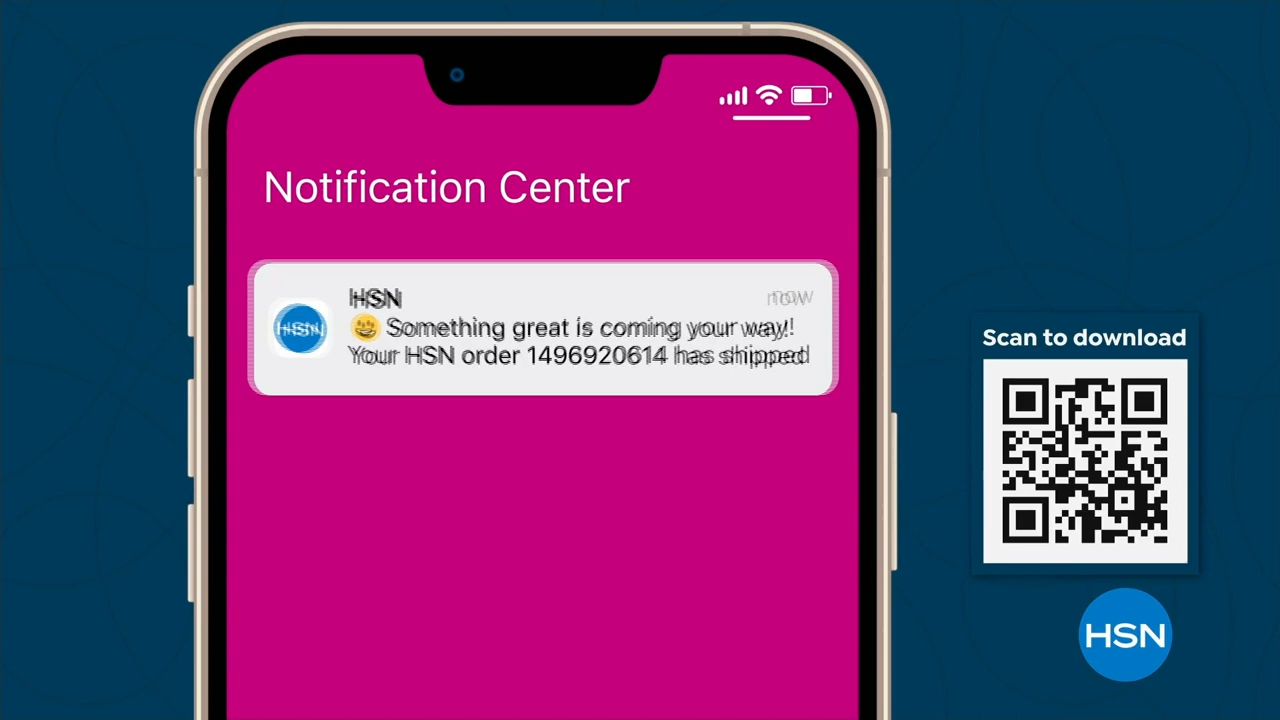 Notification Center
HSN
now
😀 Something great is coming your way!
HSN
Your HSN order 1496920614 has shipped
Scan to download
HSN